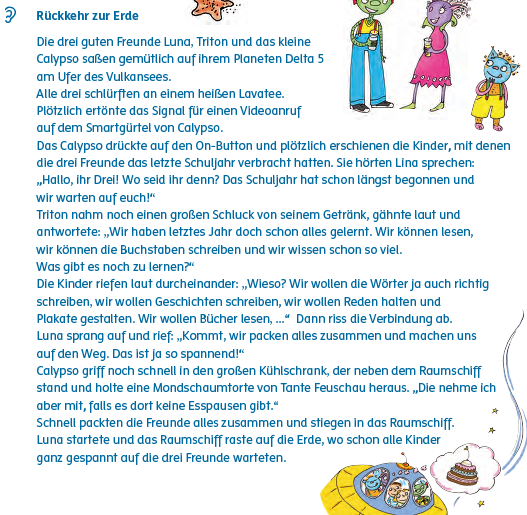 Rückkehr zur Erde
Die drei guten Freunde Luna, Triton und das kleine
Calypso saßen gemütlich auf ihrem Planeten Delta 5
am Ufer des Vulkansees.
Alle drei schlürften an einem heißen Lavatee.
Plötzlich ertönte das Signal für einen Videoanruf
auf dem Smartgürtel von Calypso.
Das Calypso drückte auf den On-Button und plötzlich erschienen die Kinder, mit denen
die drei Freunde das letzte Schuljahr verbracht hatten. Sie hörten Lina sprechen:
„Hallo, ihr Drei! Wo seid ihr denn? Das Schuljahr hat schon längst begonnen und
wir warten auf euch!“
Triton nahm noch einen großen Schluck von seinem Getränk, gähnte laut und
antwortete: „Wir haben letztes Jahr doch schon alles gelernt. Wir können lesen,
wir können die Buchstaben schreiben und wir wissen schon so viel.
Was gibt es noch zu lernen?“
Die Kinder riefen laut durcheinander: „Wieso? Wir wollen die Wörter ja auch richtig
schreiben, wir wollen Geschichten schreiben, wir wollen Reden halten und
Plakate gestalten. Wir wollen Bücher lesen, ...“ Dann riss die Verbindung ab.
Luna sprang auf und rief: „Kommt, wir packen alles zusammen und machen uns
auf den Weg. Das ist ja so spannend!“
Calypso griff noch schnell in den großen Kühlschrank, der neben dem Raumschiff
stand und holte eine Mondschaumtorte von Tante Feuschau heraus. „Die nehme ich
aber mit, falls es dort keine Esspausen gibt.“
Schnell packten die Freunde alles zusammen und stiegen in das Raumschiff.
Luna startete und das Raumschiff raste auf die Erde, wo schon alle Kinder
ganz gespannt auf die drei Freunde warteten.